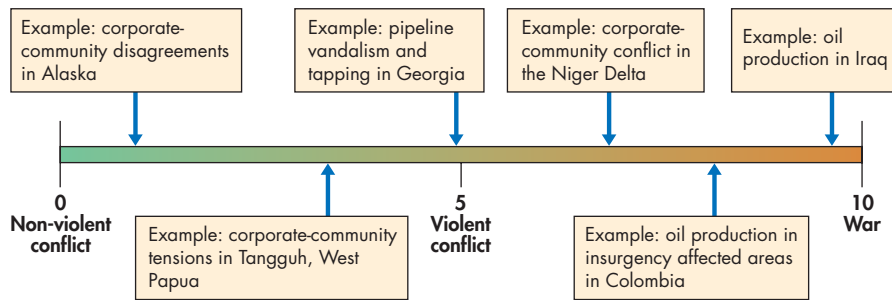 Example: corporate-
community disagreements
in Alaska
Example: pipeline
vandalism and
tapping in Georgia
Example: corporate-
community conflict in
the Niger Delta
Example: oil
production in Iraq
0
Non-violent
conflict
5
Violent
conflict
10
War
Example: corporate-community
tensions in Tangguh, West
Papua
Example: oil production in
insurgency affected areas
in Colombia